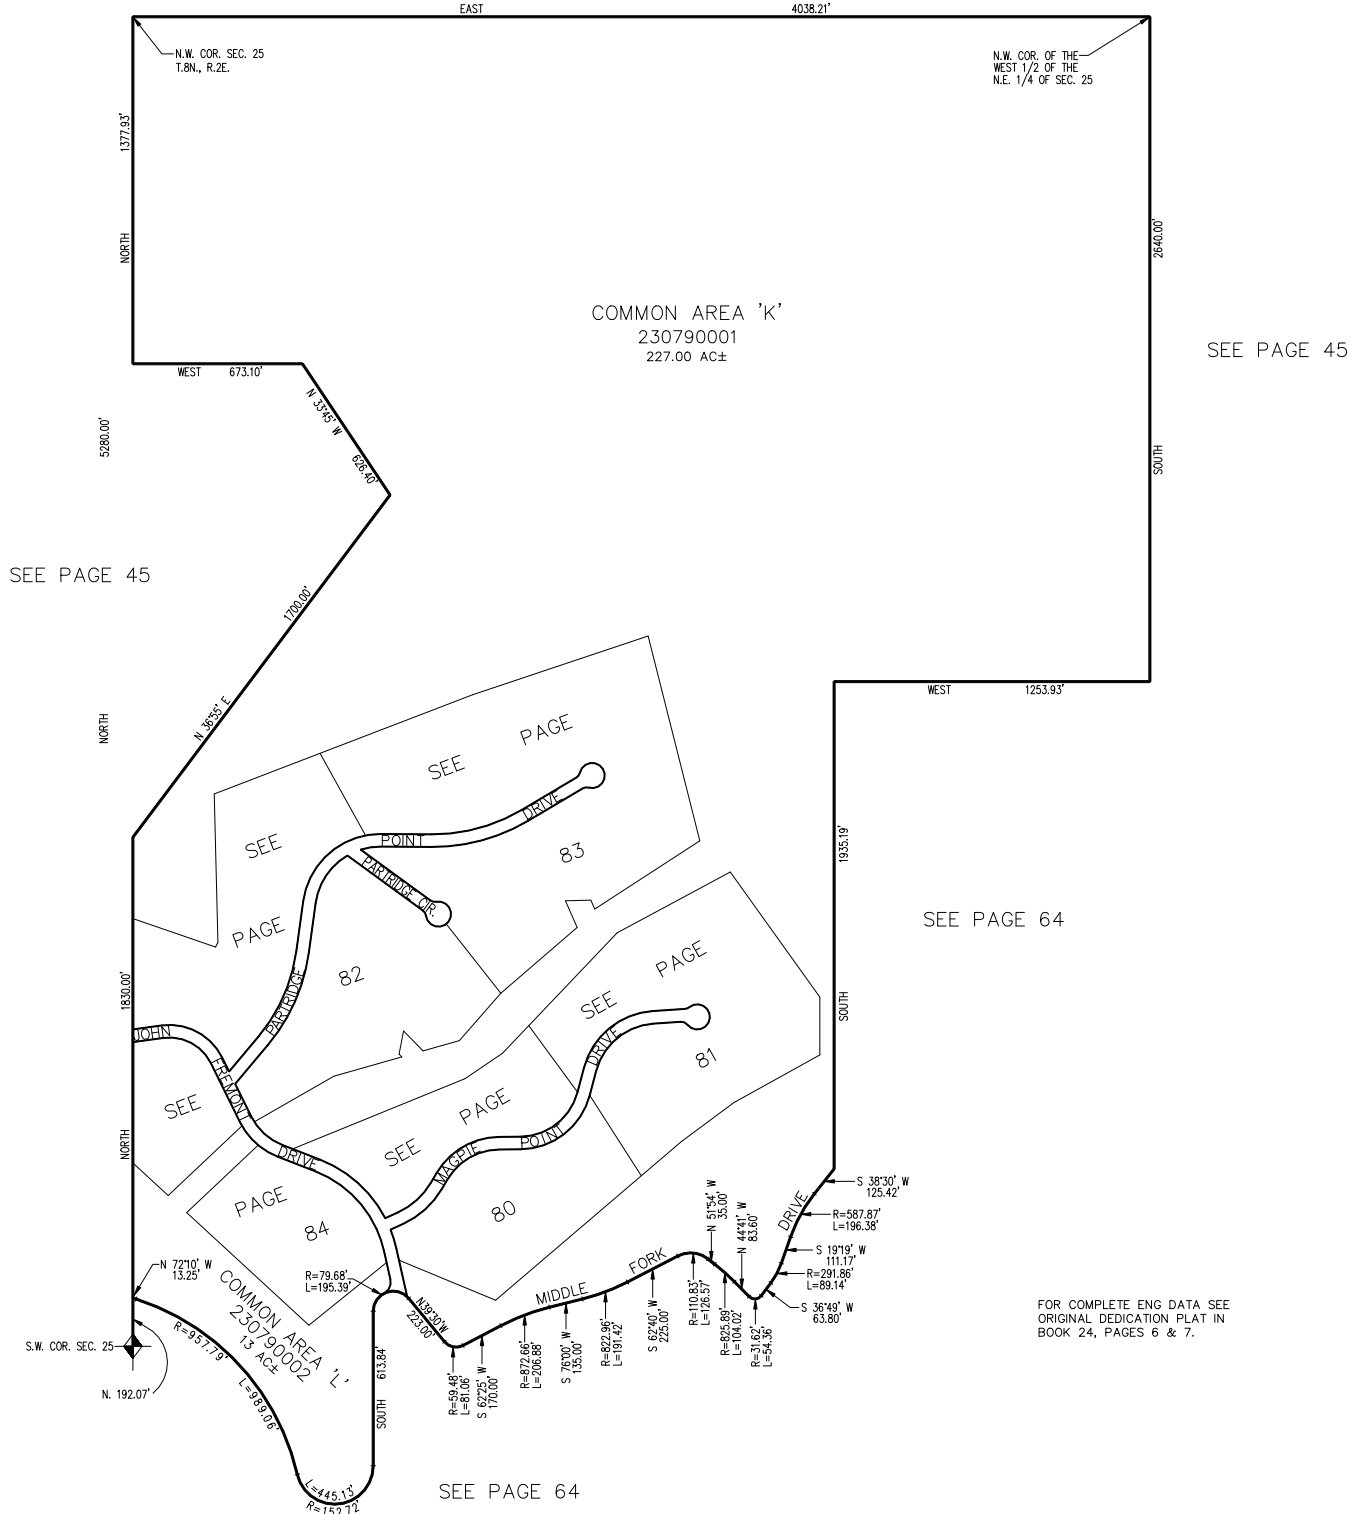 EAST 4038.21'
N.W. COR. SEC. 25
T.8N., R.2E.
N.W. COR. OF THE
WEST 1/2 OF THE
N.E. 1/4 OF SEC. 25
1377.93'
NORTH
2640.00'
SOUTH
COMMON AREA 'K'
230790001
227.00 AC±
SEE PAGE 45
WEST 673.10'
N 33°45' W 626.40'
5280.00'
NORTH
SEE PAGE 45
N 36°55' E 1700.00'
WEST 1253.93'
1935.19'
SOUTH
SEE PAGE 64
SEE PAGE
83
SEE
PAGE
82
POINT DRIVE
PARTRIDGE CIR.
PARTRIDGE
1830.00'
NORTH
SEE PAGE
81
DRIVE
JOHN
FREMONT
DRIVE
SEE
PAGE
84
SEE PAGE
80
MAGPIE POINT
S 38°30' W
125.42'
R=587.87'
L=196.38'
S 19°19' W
111.17'
R=291.86'
L=89.14'
S 36°49' W
63.80'
MIDDLE FORK DRIVE
N 51°54' W
35.00'
N 44°41' W
83.60'
N 72°10' W
13.25'
R=79.68'
L=195.39'
COMMON AREA 'L'
230790002
13 AC±
N39°30'W
223.00'
R=59.48'
L=81.06'
S 62°25' W
170.00'
R=872.66'
L=206.88'
S 76°00' W
135.00'
R=822.96'
L=191.42'
S 62°40' W
225.00'
R=110.83'
L=126.57'
R=825.89'
L=104.02'
R=31.62'
L=54.36'
FOR COMPLETE ENG DATA SEE
ORIGINAL DEDICATION PLAT IN
BOOK 24, PAGES 6 & 7.
S.W. COR. SEC. 25
N. 192.07'
R=957.79'
L=989.06'
613.84'
SOUTH
L=445.13'
R=152.72'
SEE PAGE 64